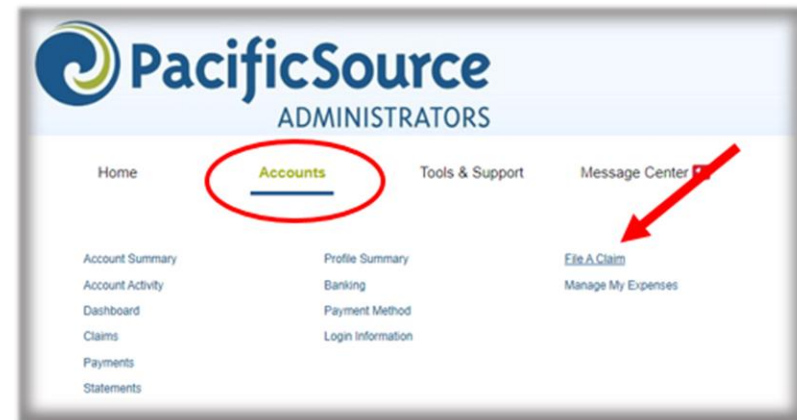 PacificSource
ADMINISTRATORS
Home Accounts Tools & Support Message Center
Account Summary Profile Summary File A Claim
Account Activity Banking Manage My Expenses
Dashboard Payment Method
Claims Login Information
Payments
Statements